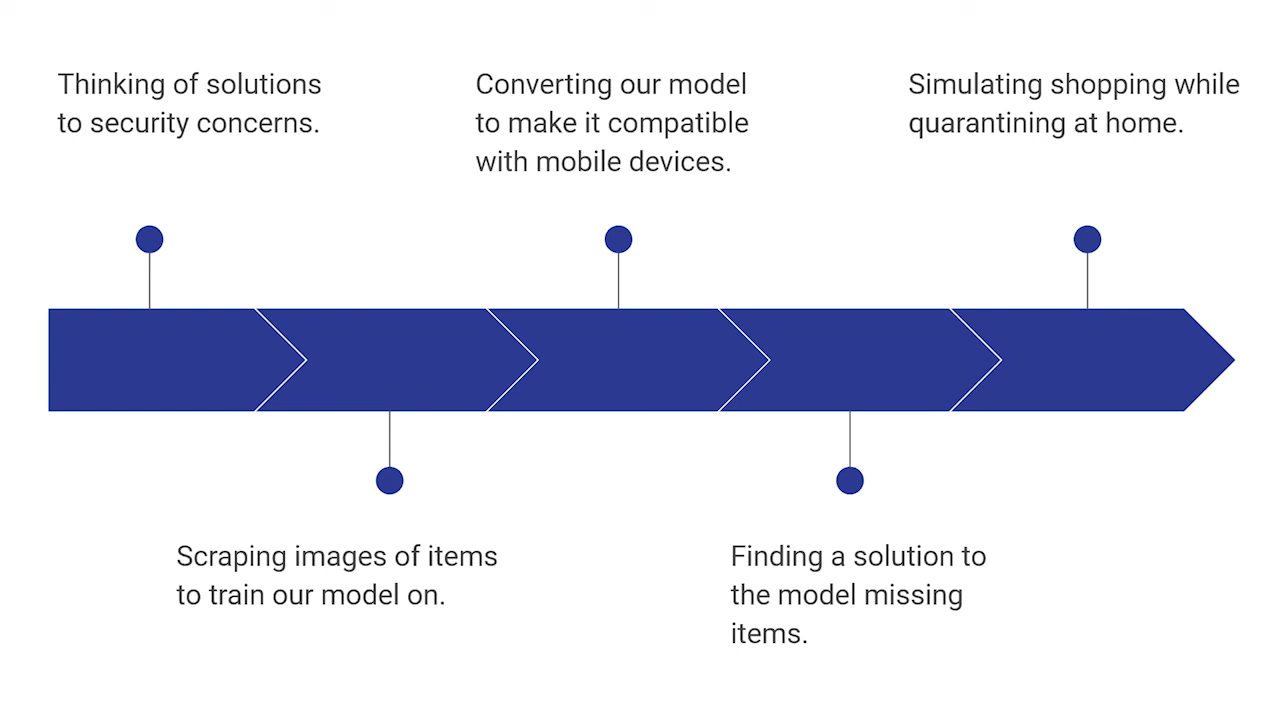 Thinking of solutions
to security concerns.
Converting our model
to make it compatible
with mobile devices.
Simulating shopping while
quarantining at home.
Scraping images of items
to train our model on.
Finding a solution to
the model missing
items.